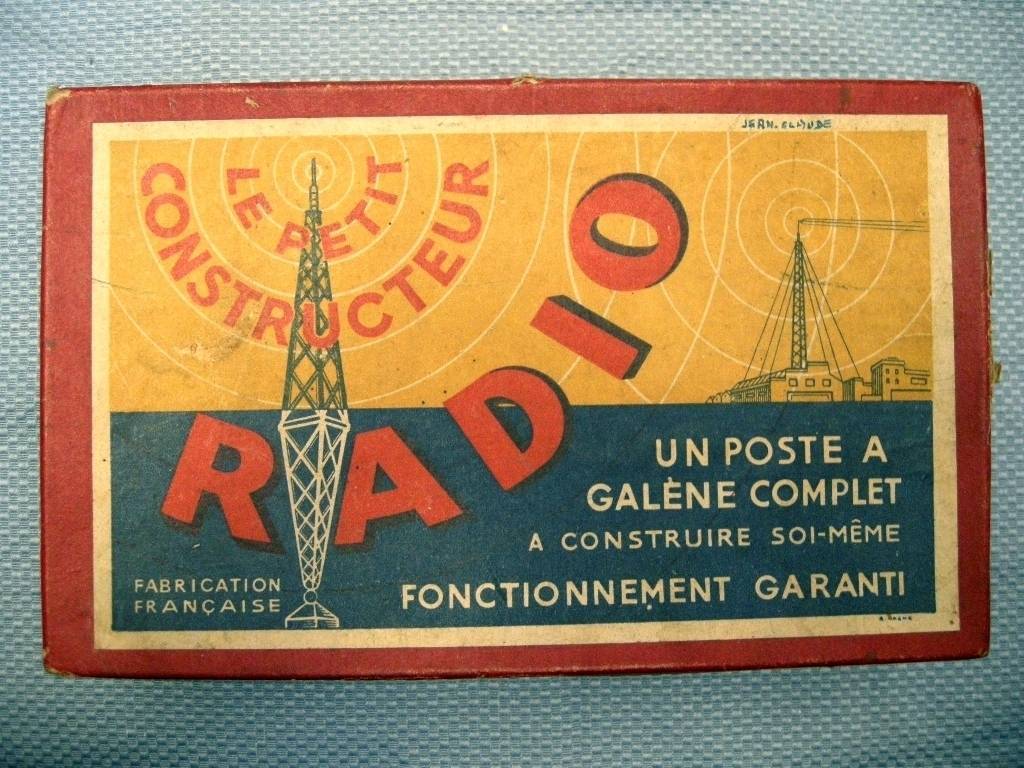 JEAN-CLAUDE
LE PETIT
CONSTRUCTEUR
RADIO
UN POSTE A
GALÈNE COMPLET
A CONSTRUIRE SOI-MÊME
FONCTIONNEMENT GARANTI
FABRICATION
FRANÇAISE